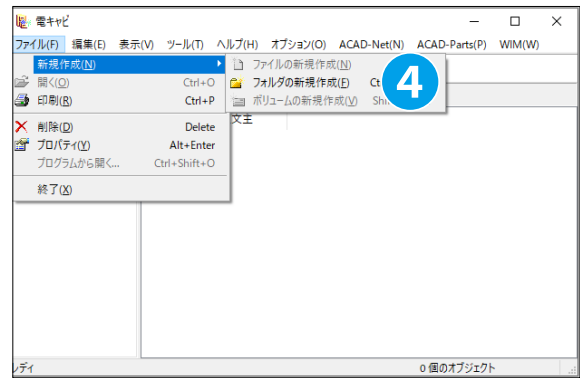 電キャビ
ファイル(F) 編集(E) 表示(V) ツール(T) ヘルプ(H) オプション(O) ACAD-Net(N) ACAD-Parts(P) WIM(W)
新規作成(N)
開く(O) Ctrl+O
印刷(R) Ctrl+P
削除(D) Delete
プロパティ(Y) Alt+Enter
プログラムから開く... Ctrl+Shift+O
終了(X)
ファイルの新規作成(N)
フォルダの新規作成(F)
ボリュームの新規作成(V)
4
文主
レディ
0 個のオブジェクト